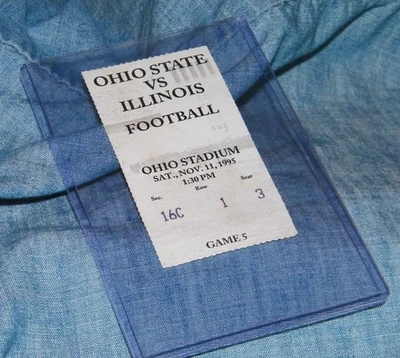 OHIO STATE
VS
ILLINOIS
FOOTBALL
OHIO STADIUM
SAT., NOV. 11, 1995
1:30 PM
Sec. Row Seat
16C 1 3
GAME 5